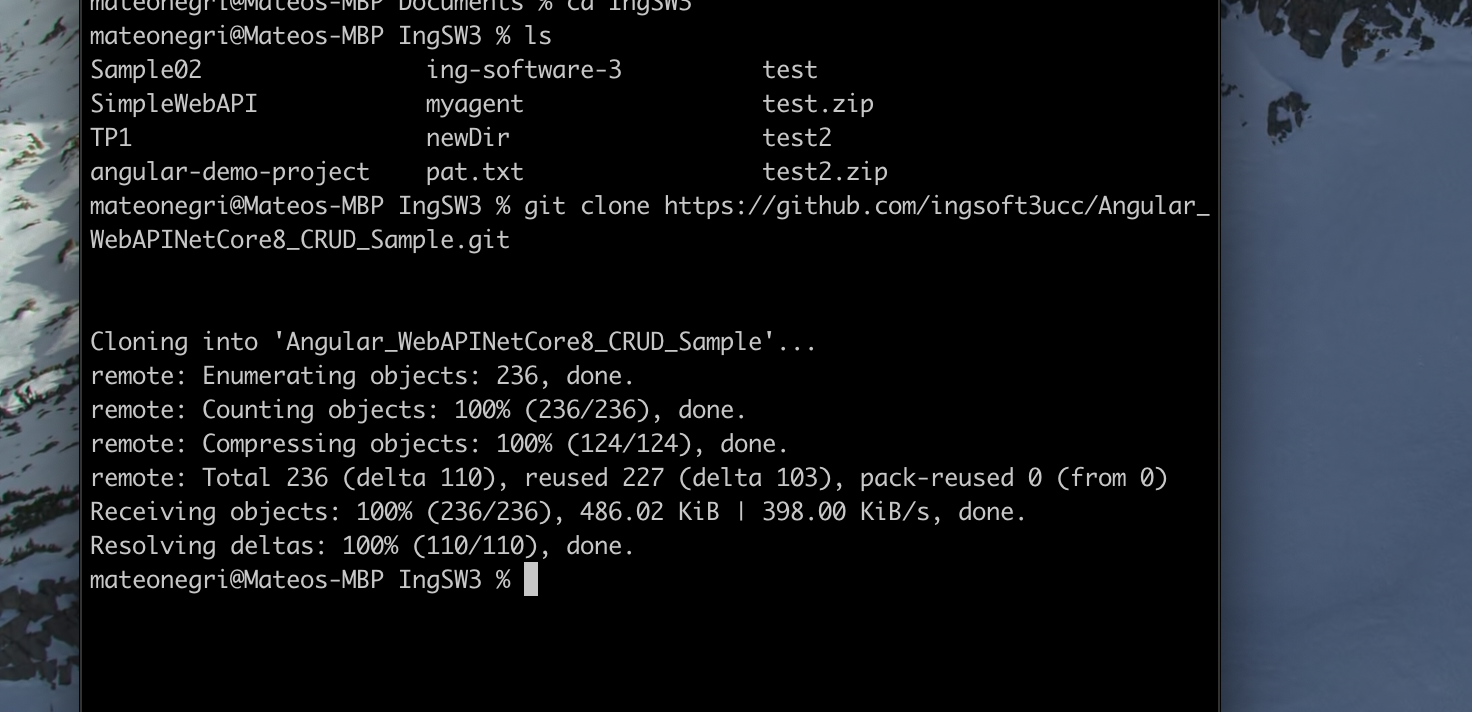 mateonegri@Mateos-MBP Documents % cd IngSW3
mateonegri@Mateos-MBP IngSW3 % ls
Sample02 ing-software-3 test
SimpleWebAPI myagent test.zip
TP1 newDir test2
angular-demo-project pat.txt test2.zip
mateonegri@Mateos-MBP IngSW3 % git clone https://github.com/ingsoft3ucc/Angular_
WebAPINetCore8_CRUD_Sample.git
Cloning into 'Angular_WebAPINetCore8_CRUD_Sample'...
remote: Enumerating objects: 236, done.
remote: Counting objects: 100% (236/236), done.
remote: Compressing objects: 100% (124/124), done.
remote: Total 236 (delta 110), reused 227 (delta 103), pack-reused 0 (from 0)
Receiving objects: 100% (236/236), 486.02 KiB | 398.00 KiB/s, done.
Resolving deltas: 100% (110/110), done.
mateonegri@Mateos-MBP IngSW3 %